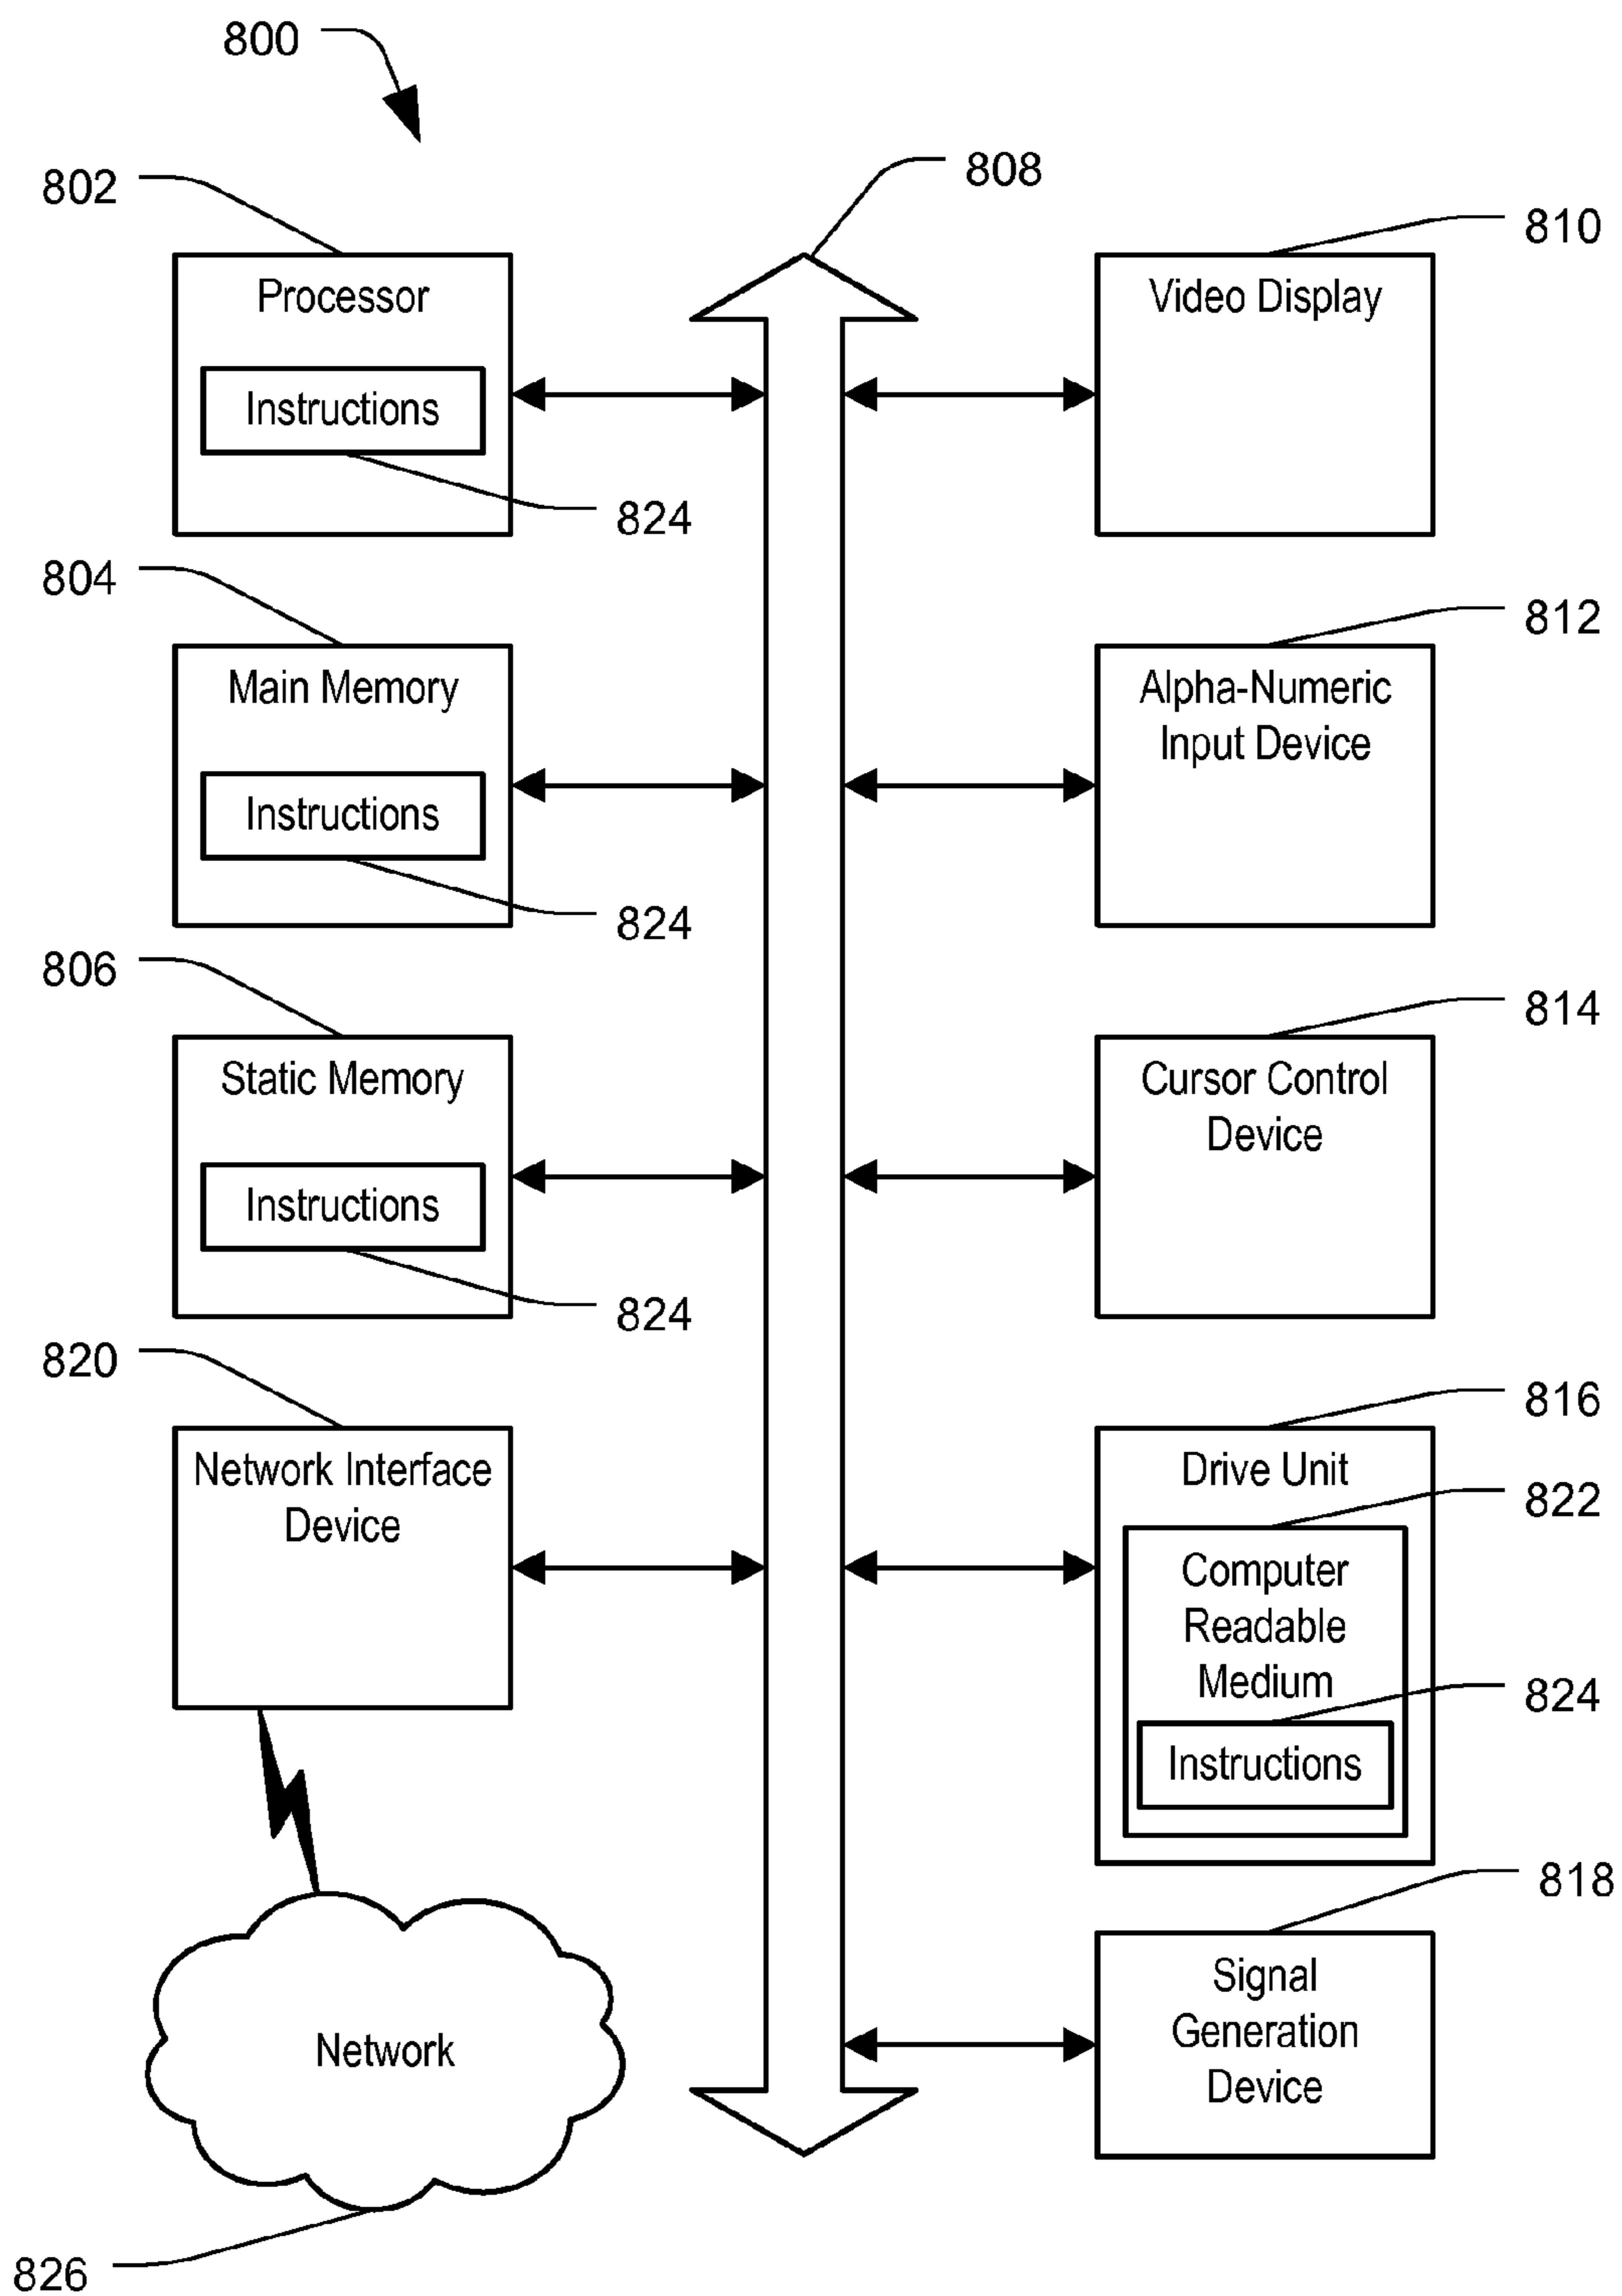 800
802
808
810
Processor
Instructions
824
Video Display
804
812
Main Memory
Instructions
824
Alpha-Numeric
Input Device
806
814
Static Memory
Instructions
824
Cursor Control
Device
820
816
Network Interface
Device
Drive Unit
822
Computer
Readable
Medium
824
Instructions
818
Network
Signal
Generation
Device
826